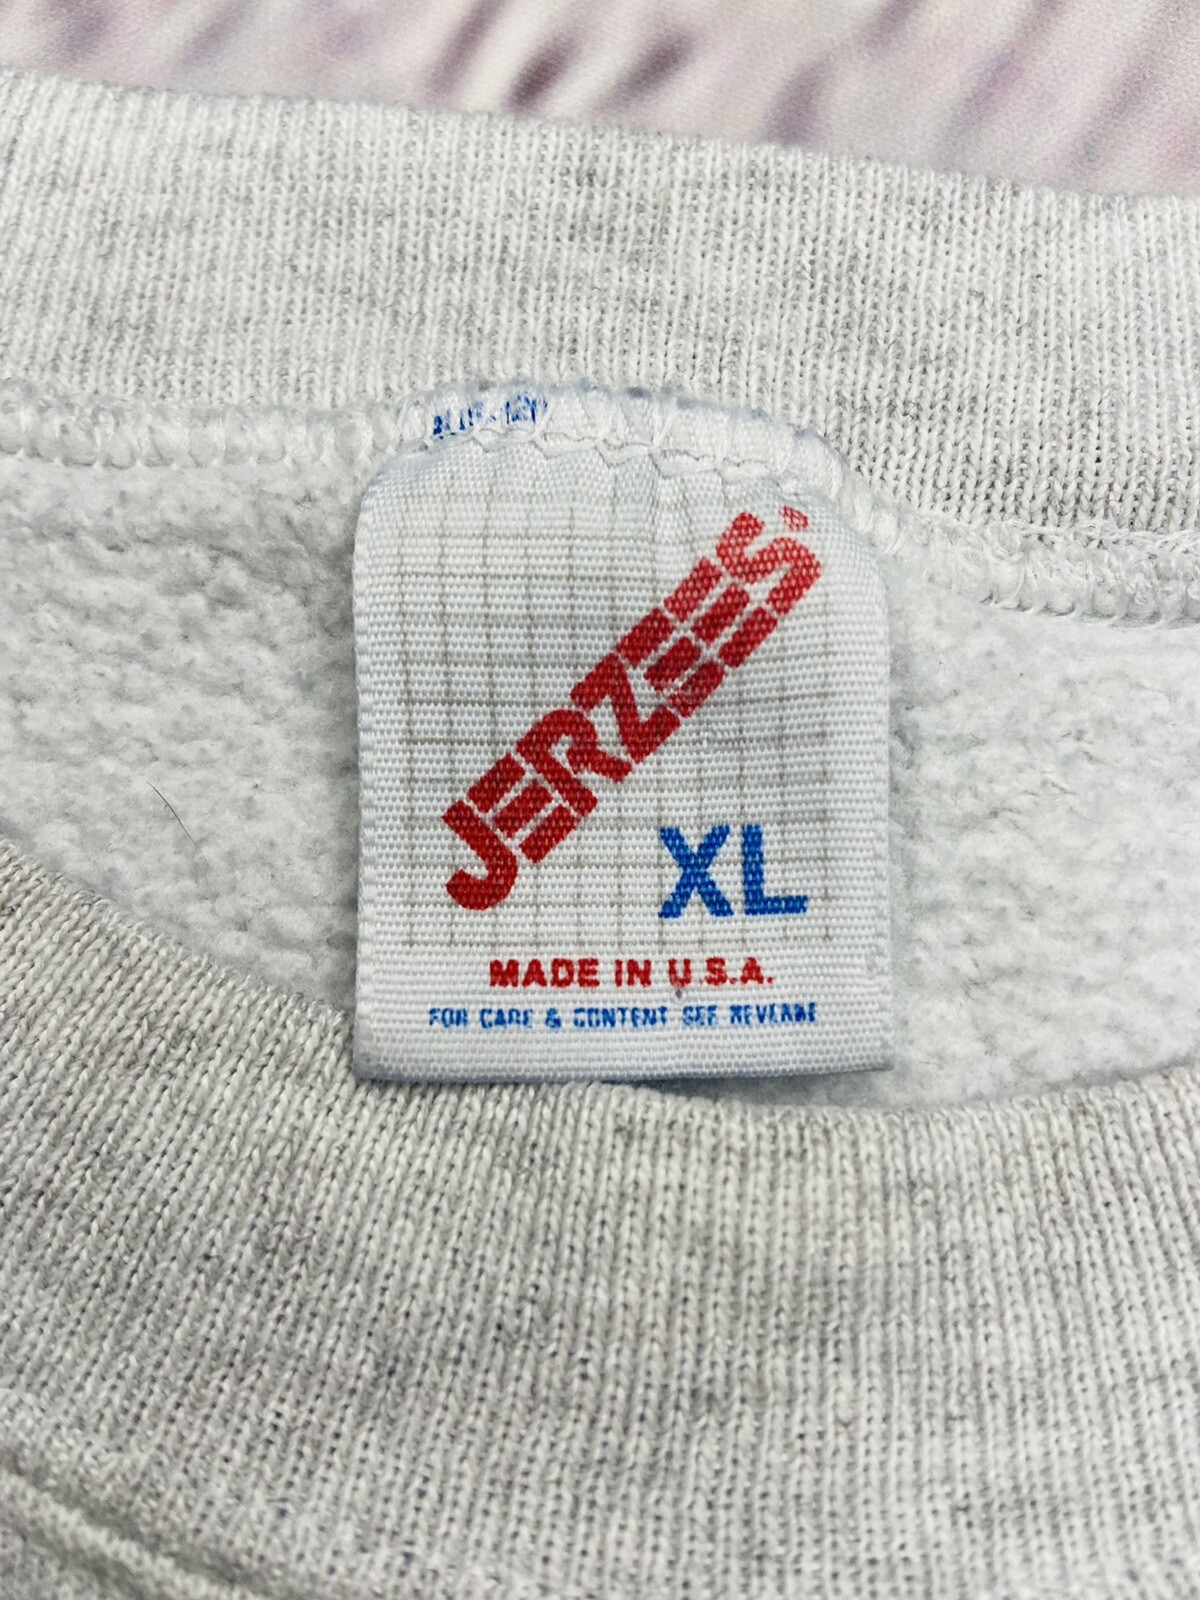 JERZEES
XL
MADE IN U.S.A.
FOR CARE & CONTENT SEE REVERSE